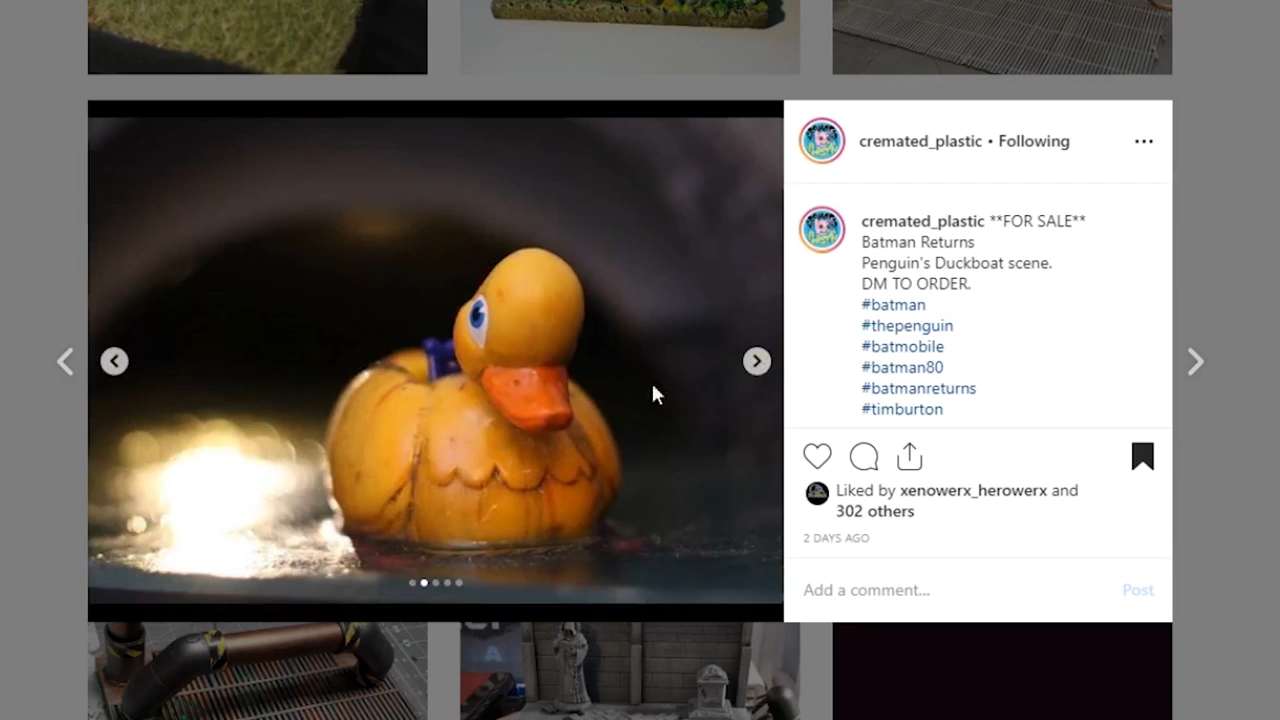 cremated_plastic • Following
cremated_plastic **FOR SALE**
Batman Returns
Penguin's Duckboat scene.
DM TO ORDER.
#batman
#thepenguin
#batmobile
#batman80
#batmanreturns
#timburton
Liked by xenowerx_herowerx and
302 others
2 DAYS AGO
Add a comment... Post